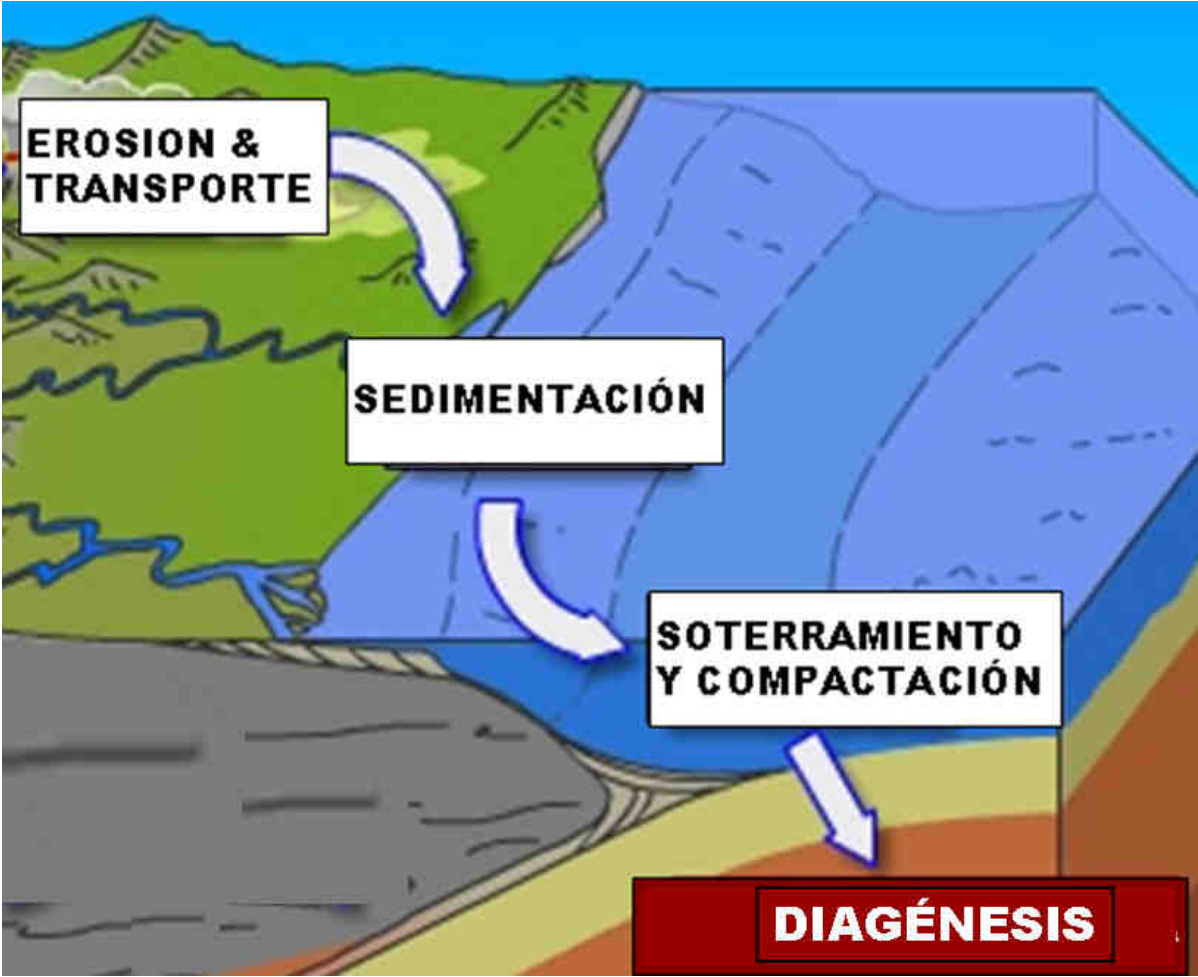 EROSION &
TRANSPORTE
SEDIMENTACIÓN
SOTERRAMIENTO
Y COMPACTACIÓN
DIAGÉNESIS